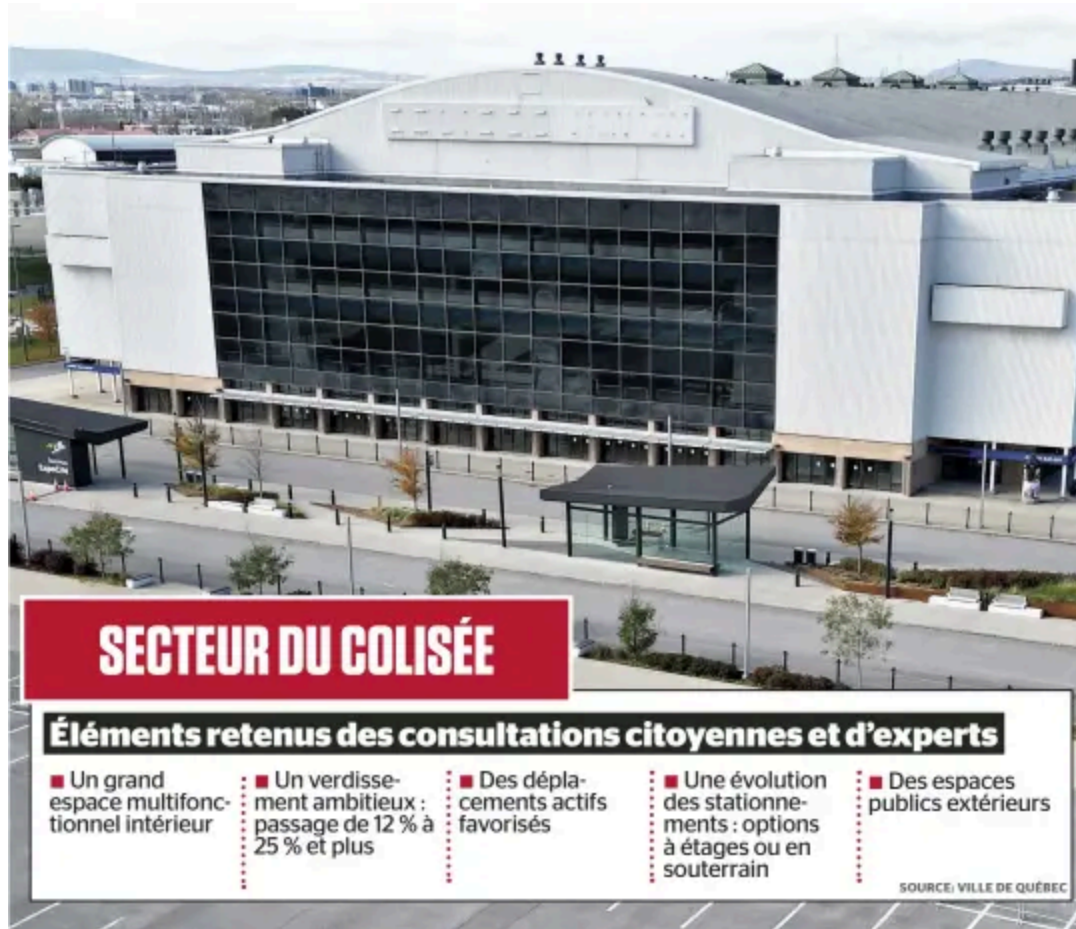 ExpoCité
SECTEUR DU COLISÉE
Éléments retenus des consultations citoyennes et d'experts
■ Un grand
espace multifonc-
tionnel intérieur
■ Un verdisse-
ment ambitieux :
passage de 12 % à
25 % et plus
■ Des dépla-
cements actifs
favorisés
■ Une évolution
des stationne-
ments : options
à étages ou en
souterrain
■ Des espaces
publics extérieurs
SOURCE: VILLE DE QUÉBEC